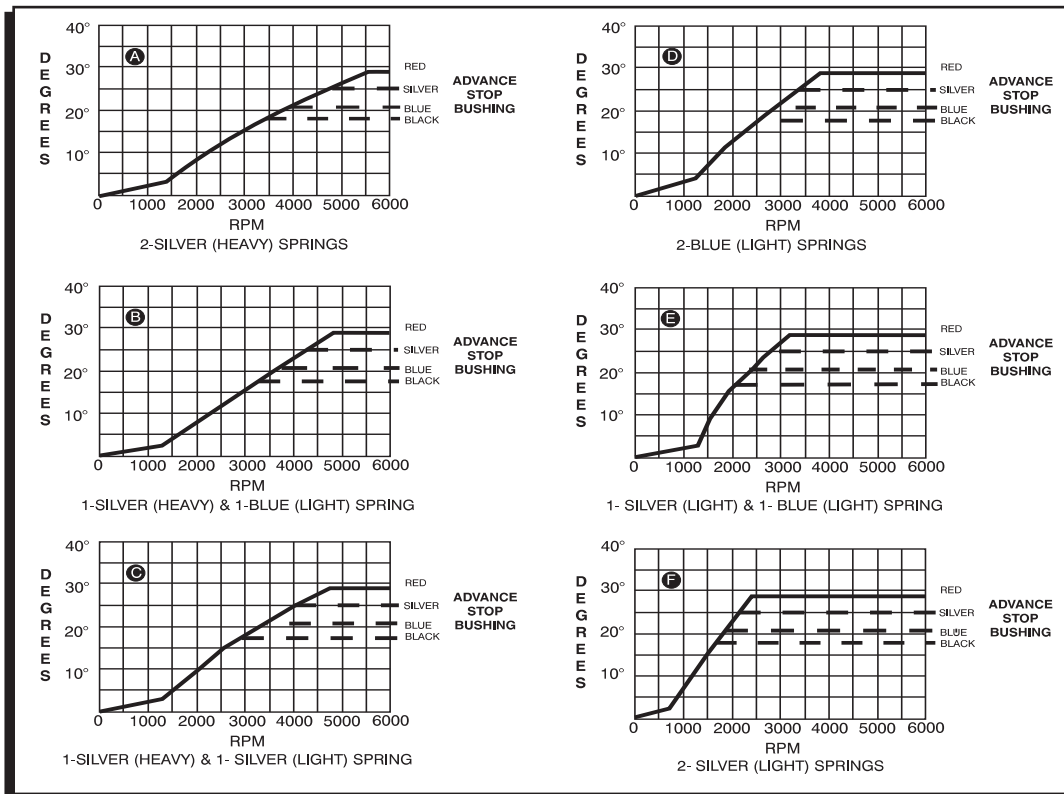 40°
30°
20°
10°
DEGREES
A
RED
SILVER
BLUE
BLACK
ADVANCE
STOP
BUSHING
0 1000 2000 3000 4000 5000 6000
RPM
2-SILVER (HEAVY) SPRINGS
40°
30°
20°
10°
DEGREES
D
RED
SILVER
BLUE
BLACK
ADVANCE
STOP
BUSHING
0 1000 2000 3000 4000 5000 6000
RPM
2-BLUE (LIGHT) SPRINGS
40°
30°
20°
10°
DEGREES
B
RED
SILVER
BLUE
BLACK
ADVANCE
STOP
BUSHING
0 1000 2000 3000 4000 5000 6000
RPM
1-SILVER (HEAVY) & 1-BLUE (LIGHT) SPRING
40°
30°
20°
10°
DEGREES
E
RED
SILVER
BLUE
BLACK
ADVANCE
STOP
BUSHING
0 1000 2000 3000 4000 5000 6000
RPM
1- SILVER (LIGHT) & 1- BLUE (LIGHT) SPRING
40°
30°
20°
10°
DEGREES
C
RED
SILVER
BLUE
BLACK
ADVANCE
STOP
BUSHING
0 1000 2000 3000 4000 5000 6000
RPM
1-SILVER (HEAVY) & 1- SILVER (LIGHT) SPRING
40°
30°
20°
10°
DEGREES
F
RED
SILVER
BLUE
BLACK
ADVANCE
STOP
BUSHING
0 1000 2000 3000 4000 5000 6000
RPM
2- SILVER (LIGHT) SPRINGS